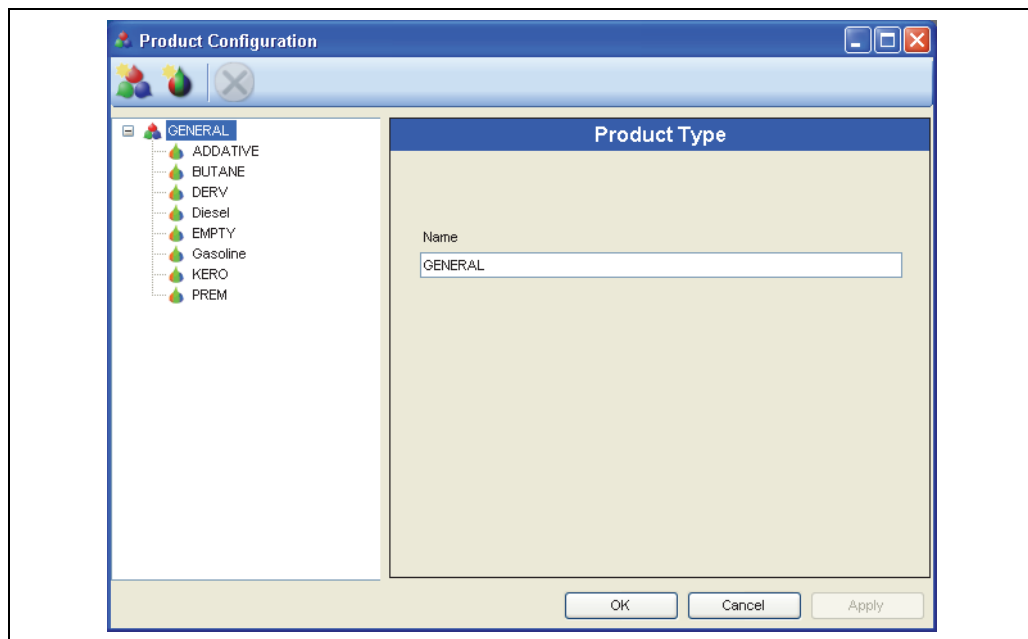 Product Configuration
GENERAL
ADDATIVE
BUTANE
DERV
Diesel
EMPTY
Gasoline
KERO
PREM
Product Type
Name
GENERAL
OK
Cancel
Apply